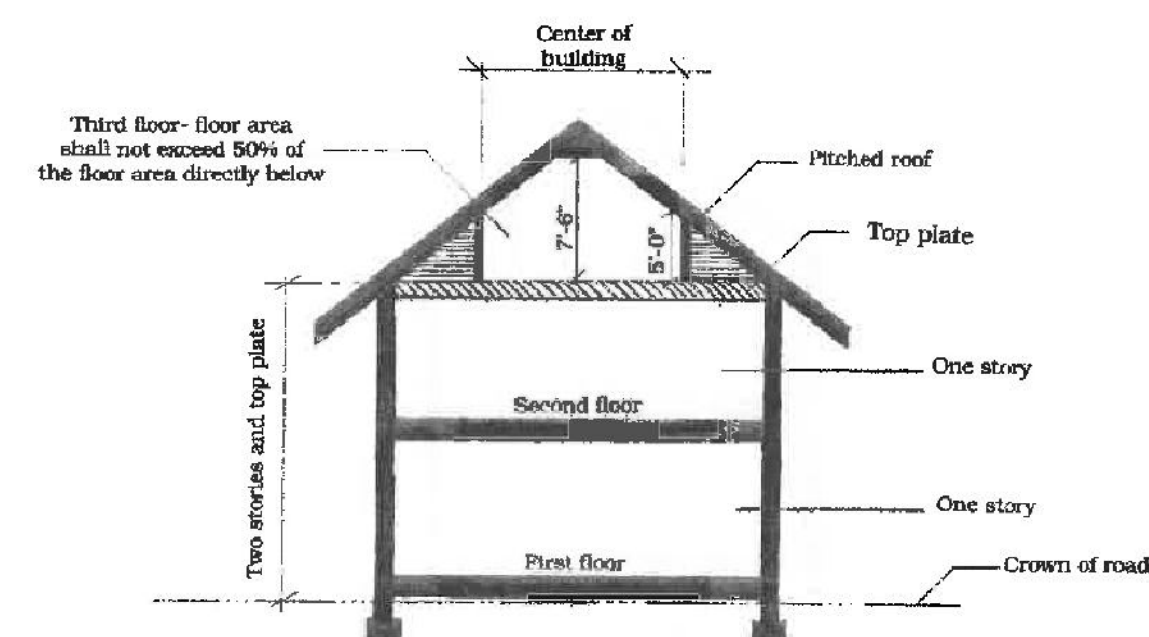 Center of
building
Third floor- floor area
shall not exceed 50% of
the floor area directly below
Pitched roof
7'-6"
5'-0"
Top plate
Two stories and top plate
One story
Second floor
One story
First floor
Crown of road